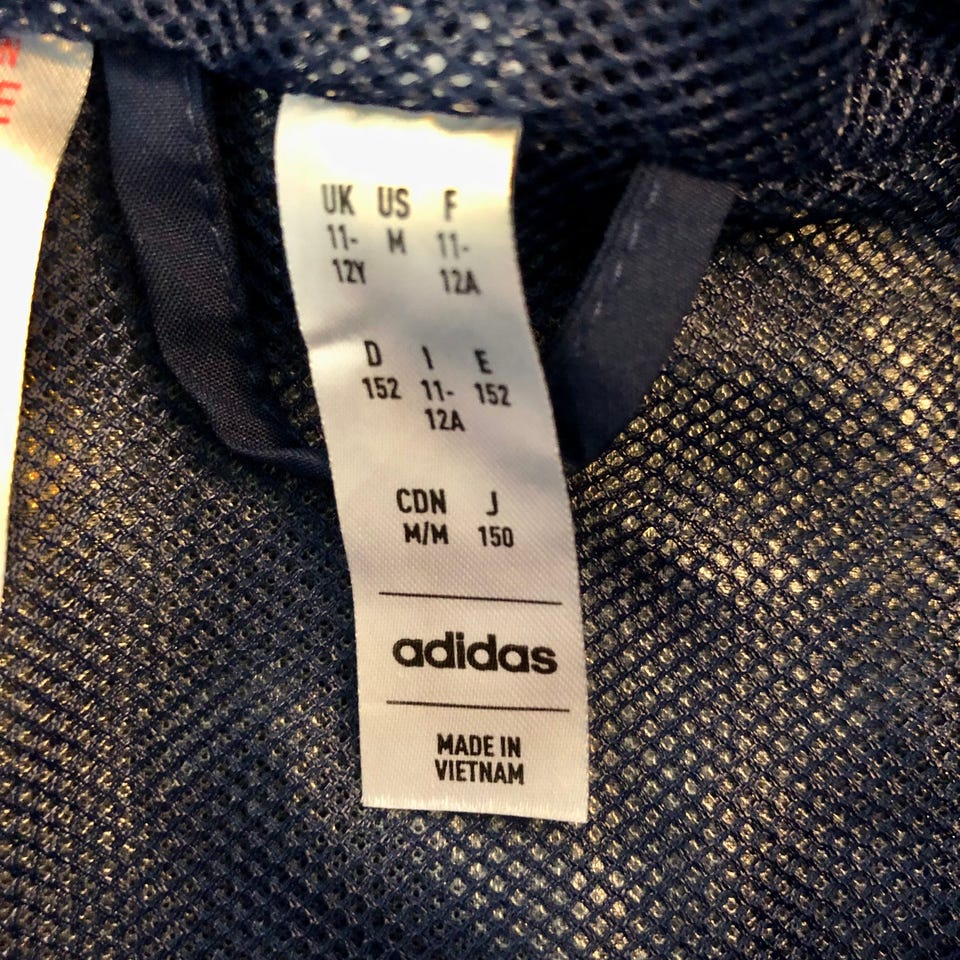 UK US F
11- M 11-
12Y 12A
D I E
152 11- 152
12A
CDN J
M/M 150
adidas
MADE IN
VIETNAM